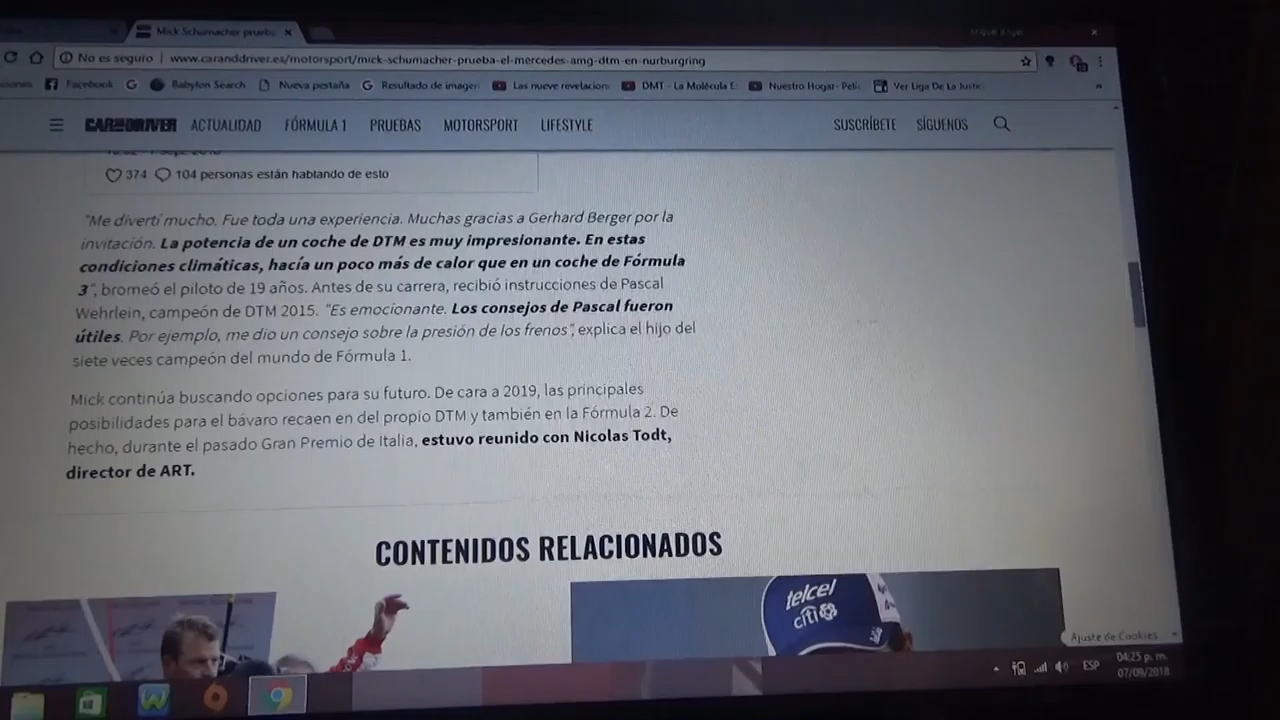 Mick Schumacher prueba
No es seguro | www.caranddriver.es/motorsport/mick-schumacher-prueba-el-mercedes-amg-dtm-en-nurburgring
Facebook G Babylon Search Nueva pestaña Resultado de imagen Las nueve revelacion DMT - La Molécula E Nuestro Hogar- Pelic Ver Liga De La Justic
CAR AND DRIVER ACTUALIDAD FÓRMULA 1 PRUEBAS MOTORSPORT LIFESTYLE SUSCRÍBETE SÍGUENOS
374 104 personas están hablando de esto
"Me divertí mucho. Fue toda una experiencia. Muchas gracias a Gerhard Berger por la
invitación. La potencia de un coche de DTM es muy impresionante. En estas
condiciones climáticas, hacía un poco más de calor que en un coche de Fórmula
3", bromeó el piloto de 19 años. Antes de su carrera, recibió instrucciones de Pascal
Wehrlein, campeón de DTM 2015. "Es emocionante. Los consejos de Pascal fueron
útiles. Por ejemplo, me dio un consejo sobre la presión de los frenos", explica el hijo del
siete veces campeón del mundo de Fórmula 1.
Mick continúa buscando opciones para su futuro. De cara a 2019, las principales
posibilidades para el bávaro recaen en del propio DTM y también en la Fórmula 2. De
hecho, durante el pasado Gran Premio de Italia, estuvo reunido con Nicolas Todt,
director de ART.
CONTENIDOS RELACIONADOS
telcel
citi
Ajuste de Cookies
ESP
04:25 p. m.
07/09/2018